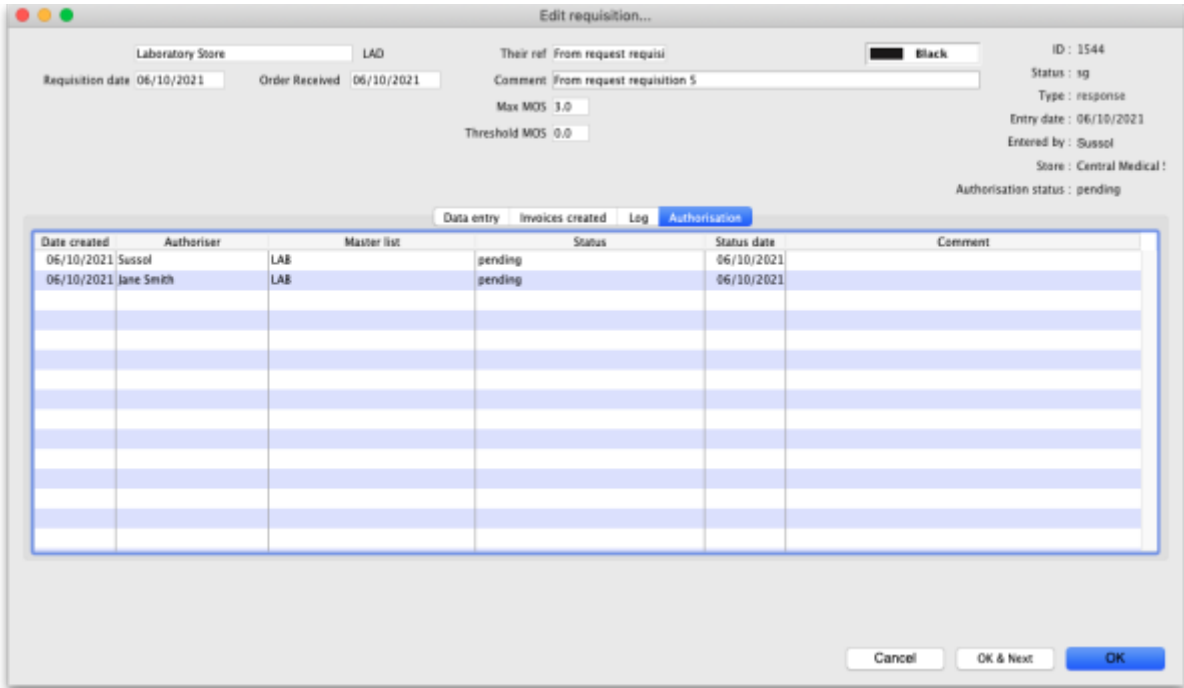 Edit requisition...
Laboratory Store LAD Their ref From request requisi Black ID : 1544
Requisition date 06/10/2021 Order Received 06/10/2021 Comment From request requisition 5 Status : sg
Max MOS 3.0 Type : response
Threshold MOS 0.0 Entry date : 06/10/2021
Entered by : Sussol
Store : Central Medical
Authorisation status : pending
Data entry Invoices created Log Authorisation
Date created Authoriser Master list Status Status date Comment
06/10/2021 Sussol LAB pending 06/10/2021
06/10/2021 Jane Smith LAB pending 06/10/2021
Cancel OK & Next OK